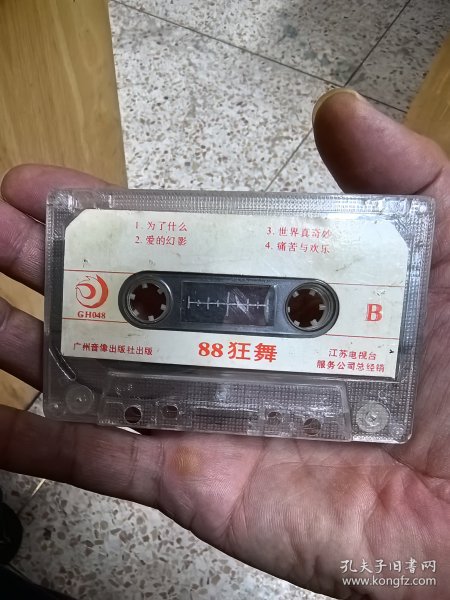 1. 为了什么
2. 爱的幻影
3. 世界真奇妙
4. 痛苦与欢乐
GH048
B
广州音像出版社出版
88狂舞
江苏电视台
服务公司总经销
孔夫子旧书网
www.kongfz.com